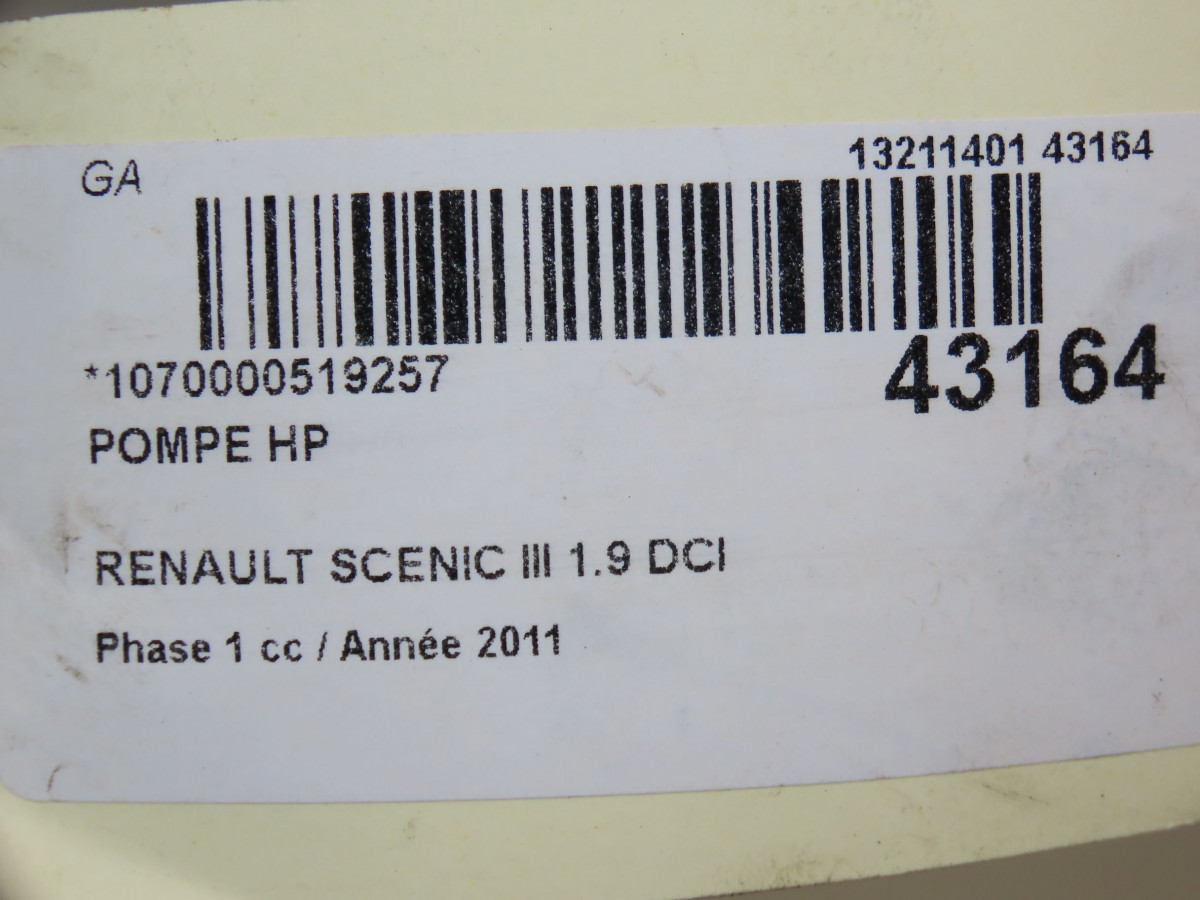 GA
13211401 43164
*1070000519257
43164
POMPE HP
RENAULT SCENIC III 1.9 DCI
Phase 1 cc / Année 2011